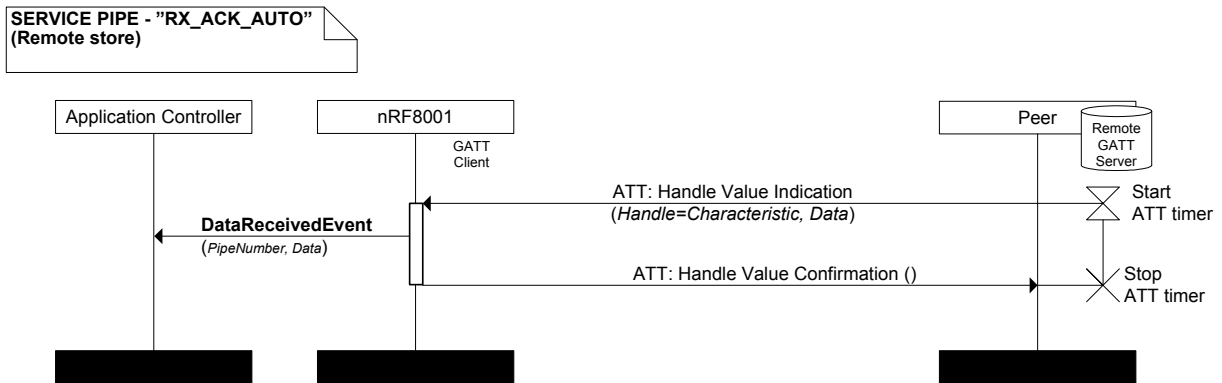 SERVICE PIPE - ”RX_ACK_AUTO”
(Remote store)
Application Controller
nRF8001
Peer
Remote
GATT
Server
GATT
Client
ATT: Handle Value Indication
(Handle=Characteristic, Data)
Start
ATT timer
DataReceivedEvent
(PipeNumber, Data)
ATT: Handle Value Confirmation ()
Stop
ATT timer